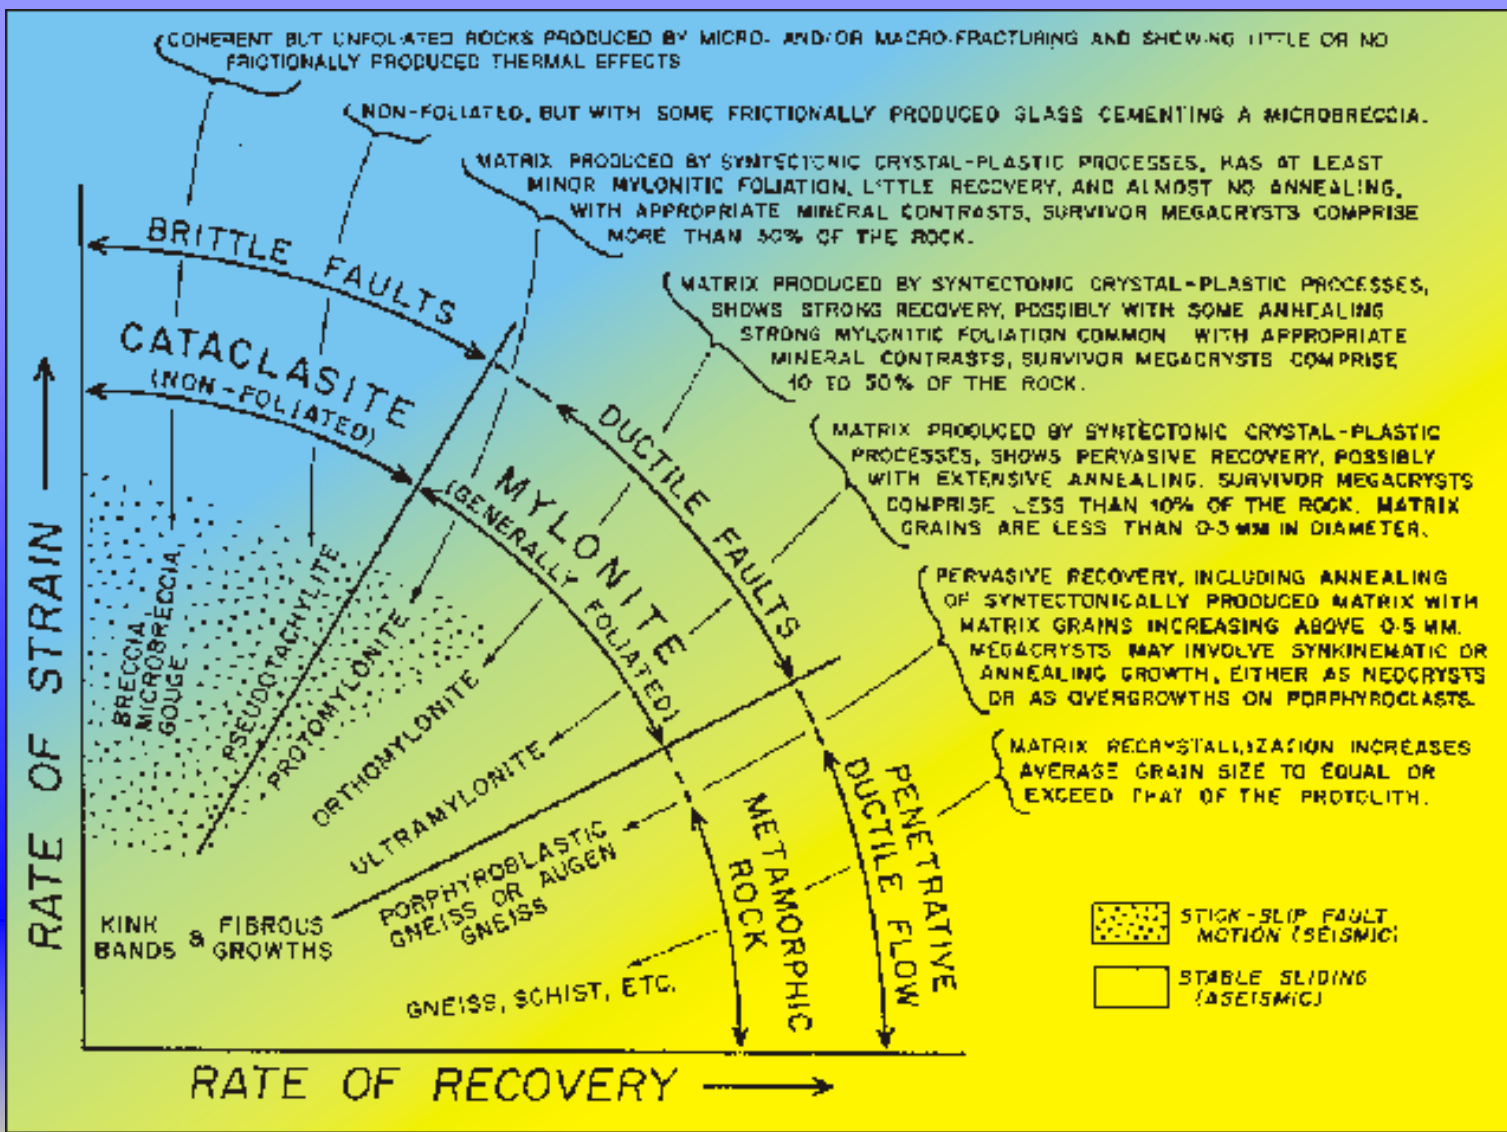 COHERENT BUT UNFOLIATED ROCKS PRODUCED BY MICRO- AND/OR MACRO-FRACTURING AND SHOWING LITTLE OR NO
FRICTIONALLY PRODUCED THERMAL EFFECTS
NON-FOLIATED, BUT WITH SOME FRICTIONALLY PRODUCED GLASS CEMENTING A MICROBRECCIA.
MATRIX PRODUCED BY SYNTECTONIC CRYSTAL-PLASTIC PROCESSES, HAS AT LEAST
MINOR MYLONITIC FOLIATION, LITTLE RECOVERY, AND ALMOST NO ANNEALING,
WITH APPROPRIATE MINERAL CONTRASTS, SURVIVOR MEGACRYSTS COMPRISE
MORE THAN 50% OF THE ROCK.
MATRIX PRODUCED BY SYNTECTONIC CRYSTAL-PLASTIC PROCESSES,
SHOWS STRONG RECOVERY, POSSIBLY WITH SOME ANNEALING
STRONG MYLONITIC FOLIATION COMMON WITH APPROPRIATE
MINERAL CONTRASTS, SURVIVOR MEGACRYSTS COMPRISE
10 TO 50% OF THE ROCK.
MATRIX PRODUCED BY SYNTECTONIC CRYSTAL-PLASTIC
PROCESSES, SHOWS PERVASIVE RECOVERY, POSSIBLY
WITH EXTENSIVE ANNEALING. SURVIVOR MEGACRYSTS
COMPRISE LESS THAN 10% OF THE ROCK. MATRIX
GRAINS ARE LESS THAN 0.5 MM IN DIAMETER.
PERVASIVE RECOVERY, INCLUDING ANNEALING
OF SYNTECTONICALLY PRODUCED MATRIX WITH
MATRIX GRAINS INCREASING ABOVE 0.5 MM.
MEGACRYSTS MAY INVOLVE SYNKINEMATIC OR
ANNEALING GROWTH, EITHER AS NEOCRYSTS
OR AS OVERGROWTHS ON PORPHYROCLASTS.
MATRIX RECRYSTALLIZATION INCREASES
AVERAGE GRAIN SIZE TO EQUAL OR
EXCEED THAT OF THE PROTOLITH.
BRITTLE FAULTS
CATACLASITE
(NON-FOLIATED)
DUCTILE FAULTS
MYLONITE
(GENERALLY FOLIATED)
PENETRATIVE
DUCTILE FLOW
METAMORPHIC
ROCK
BRECCIA,
MICROBRECCIA,
GOUGE
PSEUDOTACHYLITE
PROTOMYLONITE
ORTHOMYLONITE
ULTRAMYLONITE
PORPHYROBLASTIC
GNEISS OR AUGEN
GNEISS
GNEISS, SCHIST, ETC.
KINK
BANDS & FIBROUS
GROWTHS
STICK-SLIP FAULT
MOTION (SEISMIC)
STABLE SLIDING
(ASEISMIC)
RATE OF STRAIN
RATE OF RECOVERY